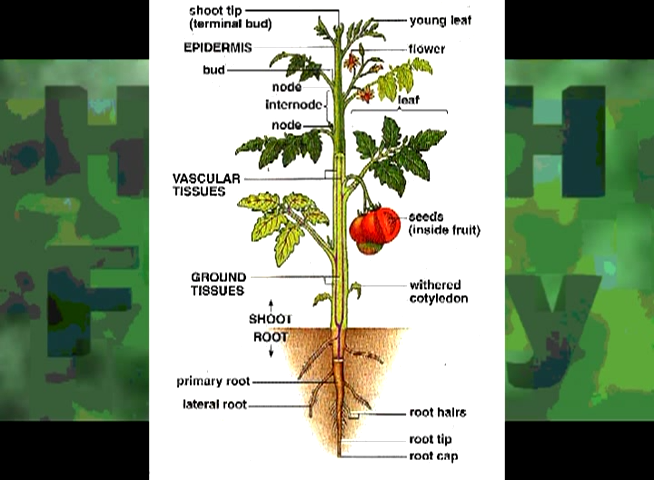 shoot tip
(terminal bud)
young leaf
EPIDERMIS
flower
bud
node
internode
leaf
node
VASCULAR
TISSUES
seeds
(inside fruit)
GROUND
TISSUES
withered
cotyledon
SHOOT
ROOT
primary root
lateral root
root hairs
root tip
root cap
H
H
F
y